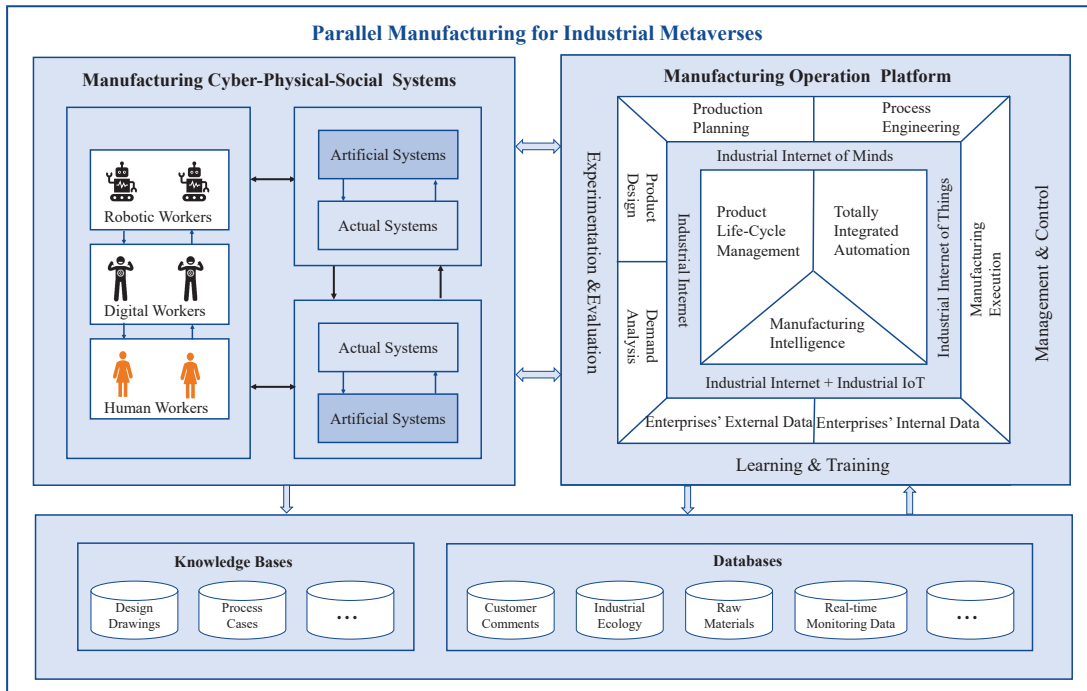 Parallel Manufacturing for Industrial Metaverses
Manufacturing Cyber-Physical-Social Systems
Robotic Workers
Digital Workers
Human Workers
Artificial Systems
Actual Systems
Actual Systems
Artificial Systems
Manufacturing Operation Platform
Experimentation &Evaluation
Production
Planning
Process
Engineering
Product
Design
Demand
Analysis
Industrial Internet of Minds
Industrial Internet
Industrial Internet of Things
Product
Life-Cycle
Management
Totally
Integrated
Automation
Manufacturing
Intelligence
Industrial Internet + Industrial IoT
Manufacturing
Execution
Enterprises' External Data
Enterprises' Internal Data
Management & Control
Learning & Training
Knowledge Bases
Design
Drawings
Process
Cases
...
Databases
Customer
Comments
Industrial
Ecology
Raw
Materials
Real-time
Monitoring Data
...